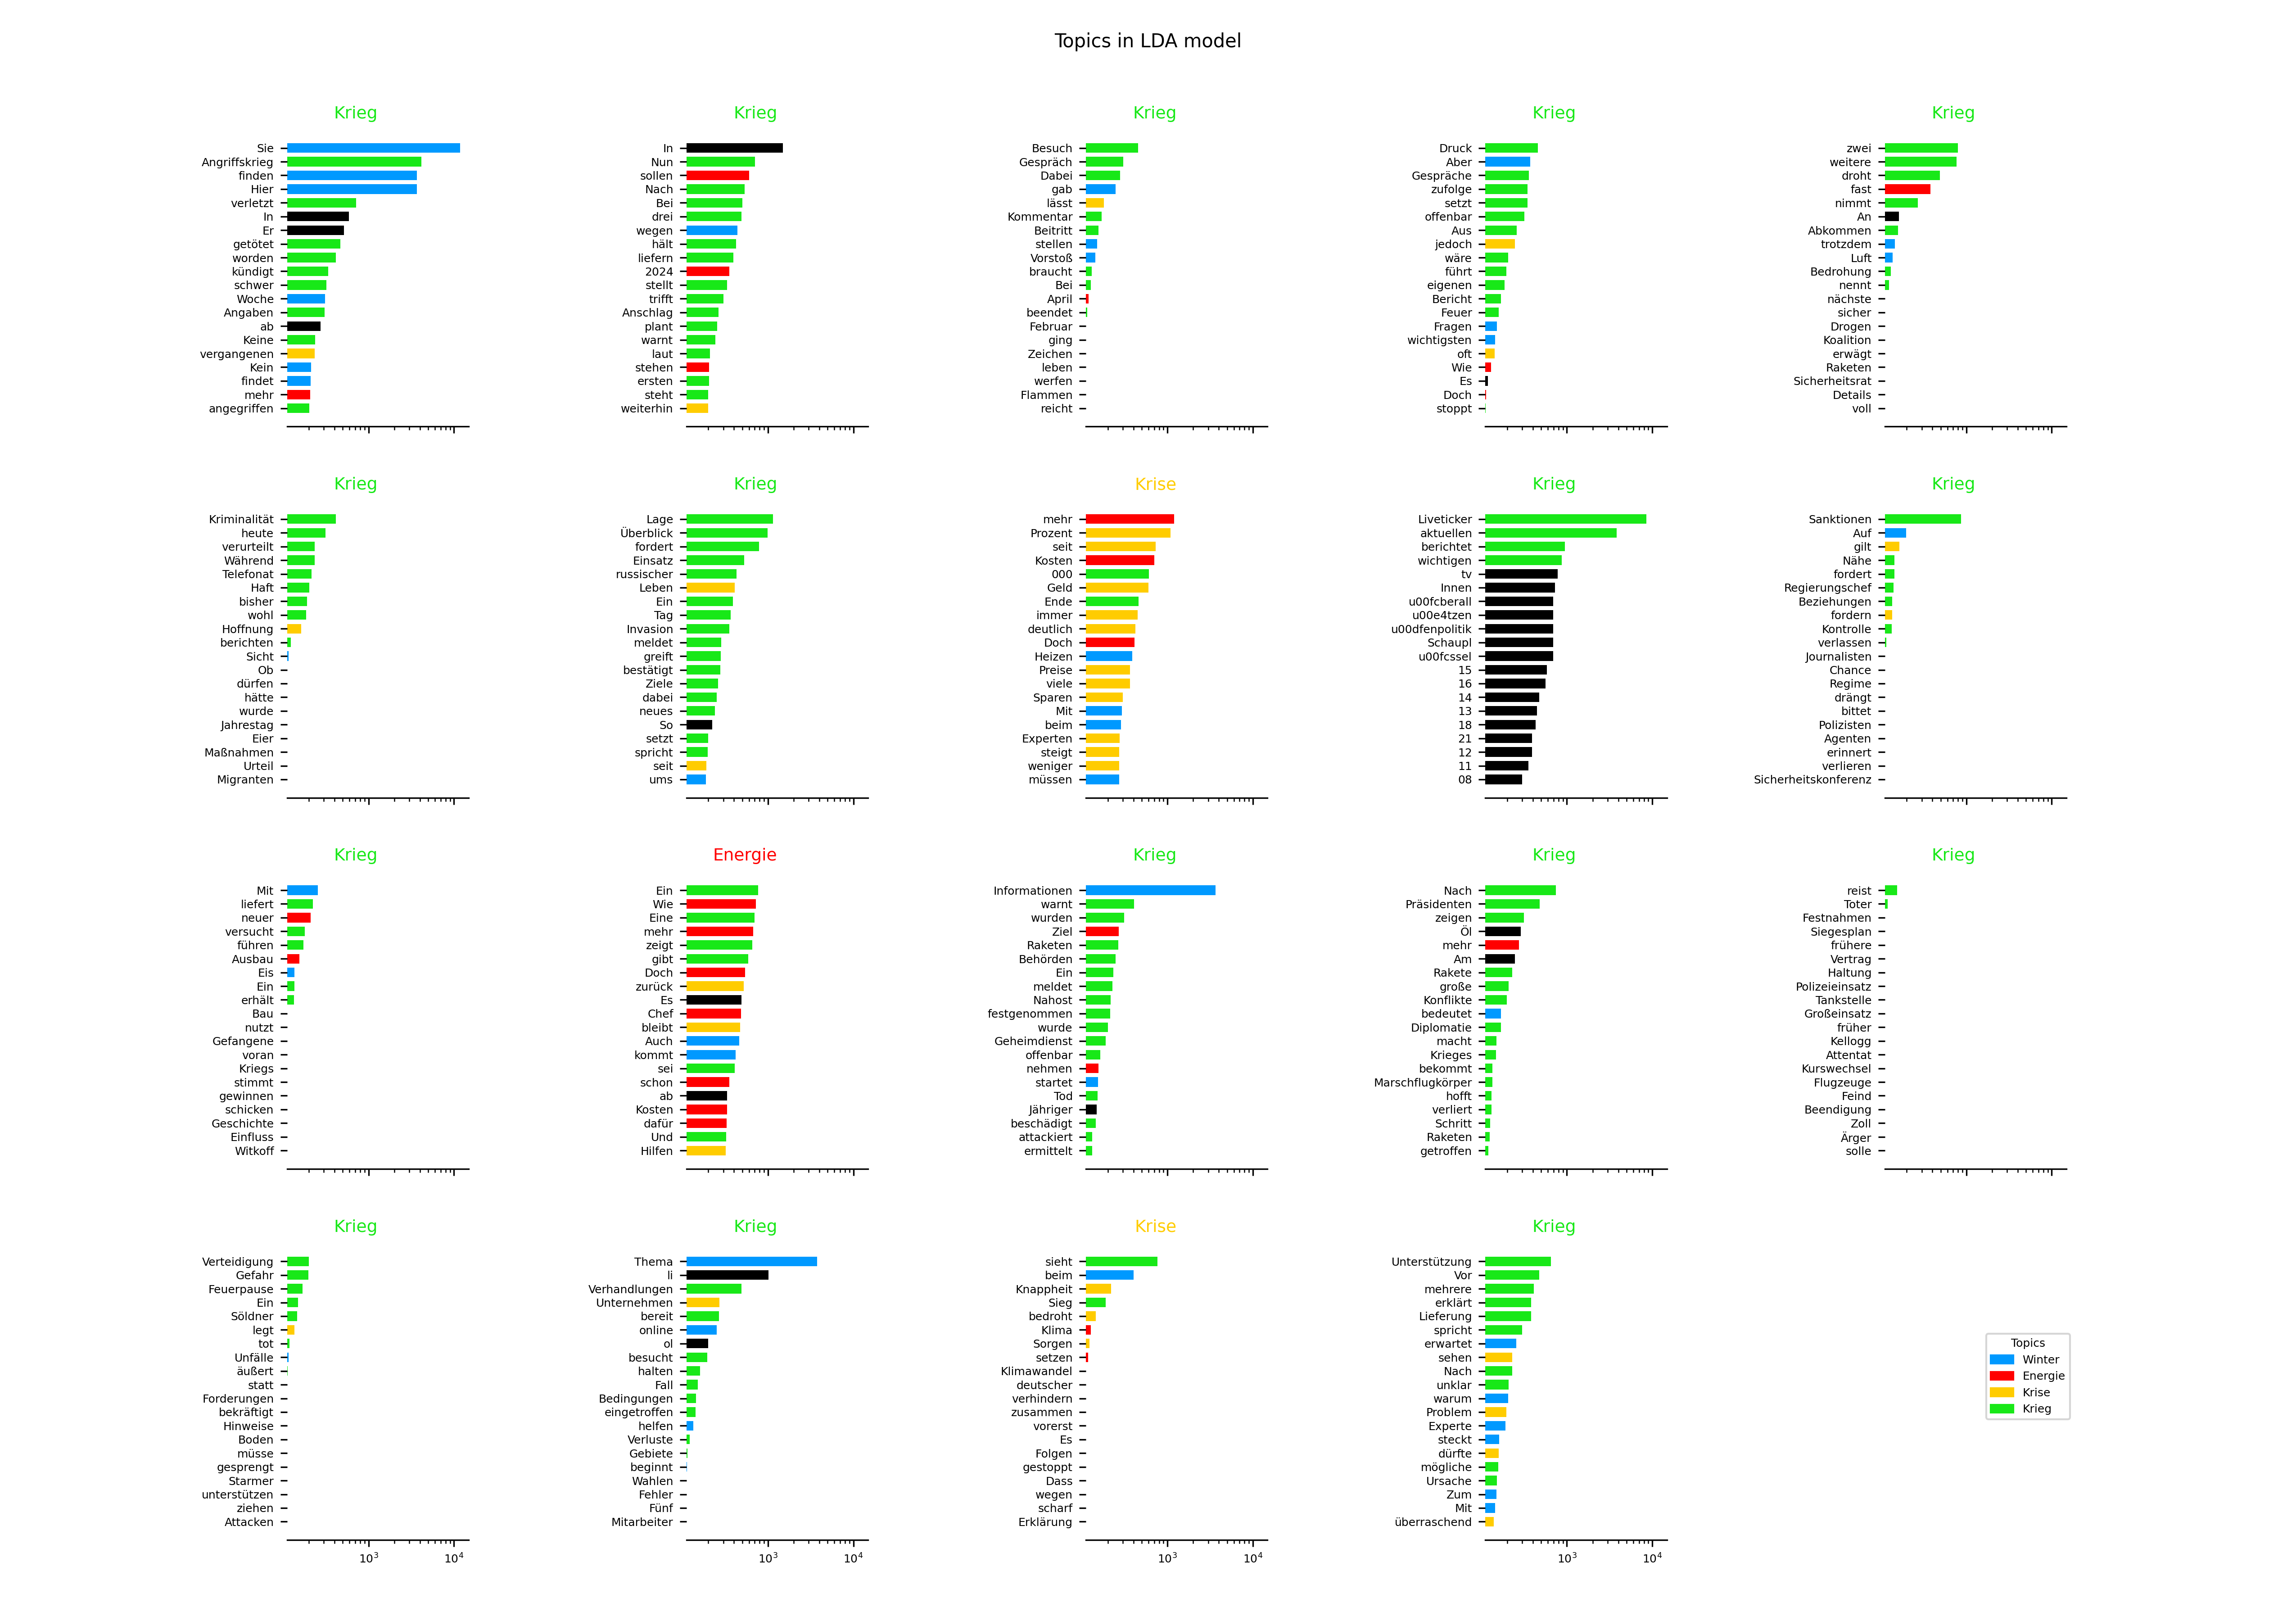 Topics in LDA model
Krieg
Sie
Angriffskrieg
finden
Hier
verletzt
In
Er
getötet
worden
kündigt
schwer
Woche
Angaben
ab
Keine
vergangenen
Kein
findet
mehr
angegriffen
Krieg
In
Nun
sollen
Nach
Bei
drei
wegen
hält
liefern
2024
stellt
trifft
Anschlag
plant
warnt
laut
stehen
ersten
steht
weiterhin
Krieg
Besuch
Gespräch
Dabei
gab
lässt
Kommentar
Beitritt
stellen
Vorstoß
braucht
Bei
April
beendet
Februar
ging
Zeichen
leben
werfen
Flammen
reicht
Krieg
Druck
Aber
Gespräche
zufolge
setzt
offenbar
Aus
jedoch
wäre
führt
eigenen
Bericht
Feuer
Fragen
wichtigsten
oft
Wie
Es
Doch
stoppt
Krieg
zwei
weitere
droht
fast
nimmt
An
Abkommen
trotzdem
Luft
Bedrohung
nennt
nächste
sicher
Drogen
Koalition
erwägt
Raketen
Sicherheitsrat
Details
voll
Krieg
Kriminalität
heute
verurteilt
Während
Telefonat
Haft
bisher
wohl
Hoffnung
berichten
Sicht
Ob
dürfen
hätte
wurde
Jahrestag
Eier
Maßnahmen
Urteil
Migranten
Krieg
Lage
Überblick
fordert
Einsatz
russischer
Leben
Ein
Tag
Invasion
meldet
greift
bestätigt
Ziele
dabei
neues
So
setzt
spricht
seit
ums
Krise
mehr
Prozent
seit
Kosten
000
Geld
Ende
immer
deutlich
Doch
Heizen
Preise
viele
Sparen
Mit
beim
Experten
steigt
weniger
müssen
Krieg
Liveticker
aktuellen
berichtet
wichtigen
tv
Innen
u00fcberall
u00e4tzen
u00dfenpolitik
Schaupl
u00fcssel
15
16
14
13
18
21
12
11
08
Krieg
Sanktionen
Auf
gilt
Nähe
fordert
Regierungschef
Beziehungen
fordern
Kontrolle
verlassen
Journalisten
Chance
Regime
drängt
bittet
Polizisten
Agenten
erinnert
verlieren
Sicherheitskonferenz
Krieg
Mit
liefert
neuer
versucht
führen
Ausbau
Eis
Ein
erhält
Bau
nutzt
Gefangene
voran
Kriegs
stimmt
gewinnen
schicken
Geschichte
Einfluss
Witkoff
Energie
Ein
Wie
Eine
mehr
zeigt
gibt
Doch
zurück
Es
Chef
bleibt
Auch
kommt
sei
schon
ab
Kosten
dafür
Und
Hilfen
Krieg
Informationen
warnt
wurden
Ziel
Raketen
Behörden
Ein
meldet
Nahost
festgenommen
wurde
Geheimdienst
offenbar
nehmen
startet
Tod
Jähriger
beschädigt
attackiert
ermittelt
Krieg
Nach
Präsidenten
zeigen
Öl
mehr
Am
Rakete
große
Konflikte
bedeutet
Diplomatie
macht
Krieges
bekommt
Marschflugkörper
hofft
verliert
Schritt
Raketen
getroffen
Krieg
reist
Toter
Festnahmen
Siegesplan
frühere
Vertrag
Haltung
Polizeieinsatz
Tankstelle
Großeinsatz
früher
Kellogg
Attentat
Kurswechsel
Flugzeuge
Feind
Beendigung
Zoll
Ärger
solle
Krieg
Verteidigung
Gefahr
Feuerpause
Ein
Söldner
legt
tot
Unfälle
äußert
statt
Forderungen
bekräftigt
Hinweise
Boden
müsse
gesprengt
Starmer
unterstützen
ziehen
Attacken
10³ 10⁴
Krieg
Thema
li
Verhandlungen
Unternehmen
bereit
online
ol
besucht
halten
Fall
Bedingungen
eingetroffen
helfen
Verluste
Gebiete
beginnt
Wahlen
Fehler
Fünf
Mitarbeiter
10³ 10⁴
Krise
sieht
beim
Knappheit
Sieg
bedroht
Klima
Sorgen
setzen
Klimawandel
deutscher
verhindern
zusammen
vorerst
Es
Folgen
gestoppt
Dass
wegen
scharf
Erklärung
10³ 10⁴
Krieg
Unterstützung
Vor
mehrere
erklärt
Lieferung
spricht
erwartet
sehen
Nach
unklar
warum
Problem
Experte
steckt
dürfte
mögliche
Ursache
Zum
Mit
überraschend
10³ 10⁴
Topics
Winter
Energie
Krise
Krieg